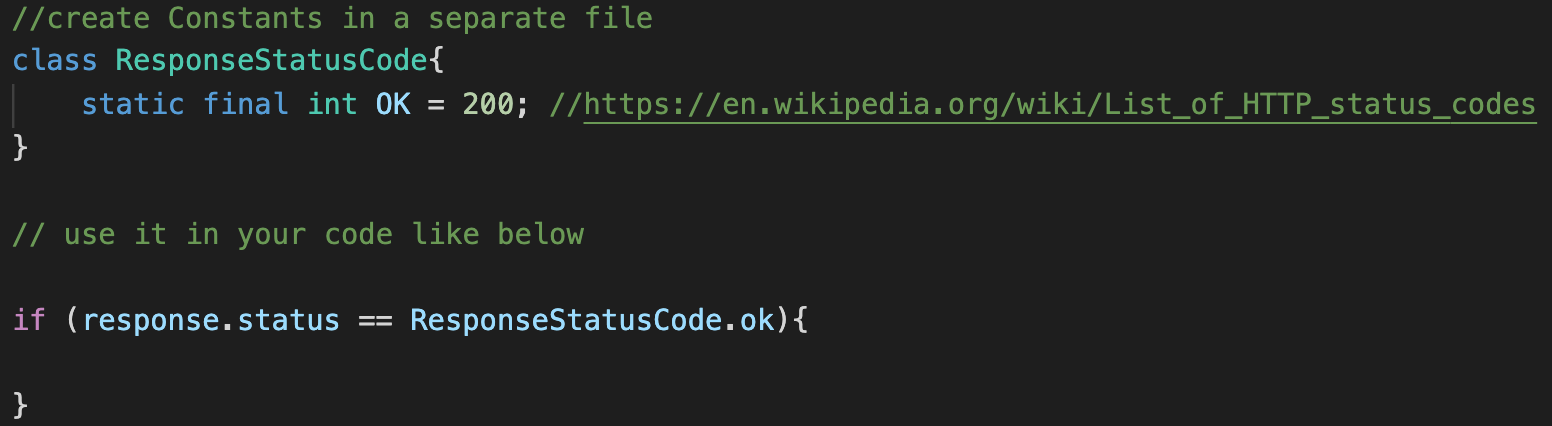 //create Constants in a separate file
class ResponseStatusCode{
    static final int OK = 200; //https://en.wikipedia.org/wiki/List_of_HTTP_status_codes
}
// use it in your code like below
if (response.status == ResponseStatusCode.ok){
}